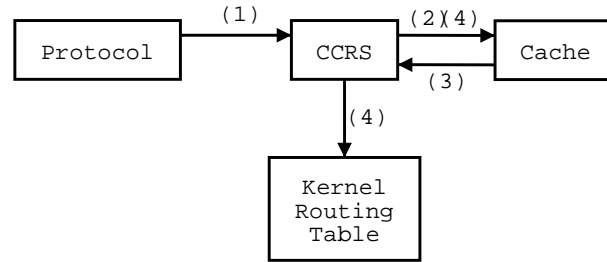 (1)
(2)(4)
Protocol
CCRS
Cache
(3)
(4)
Kernel
Routing
Table